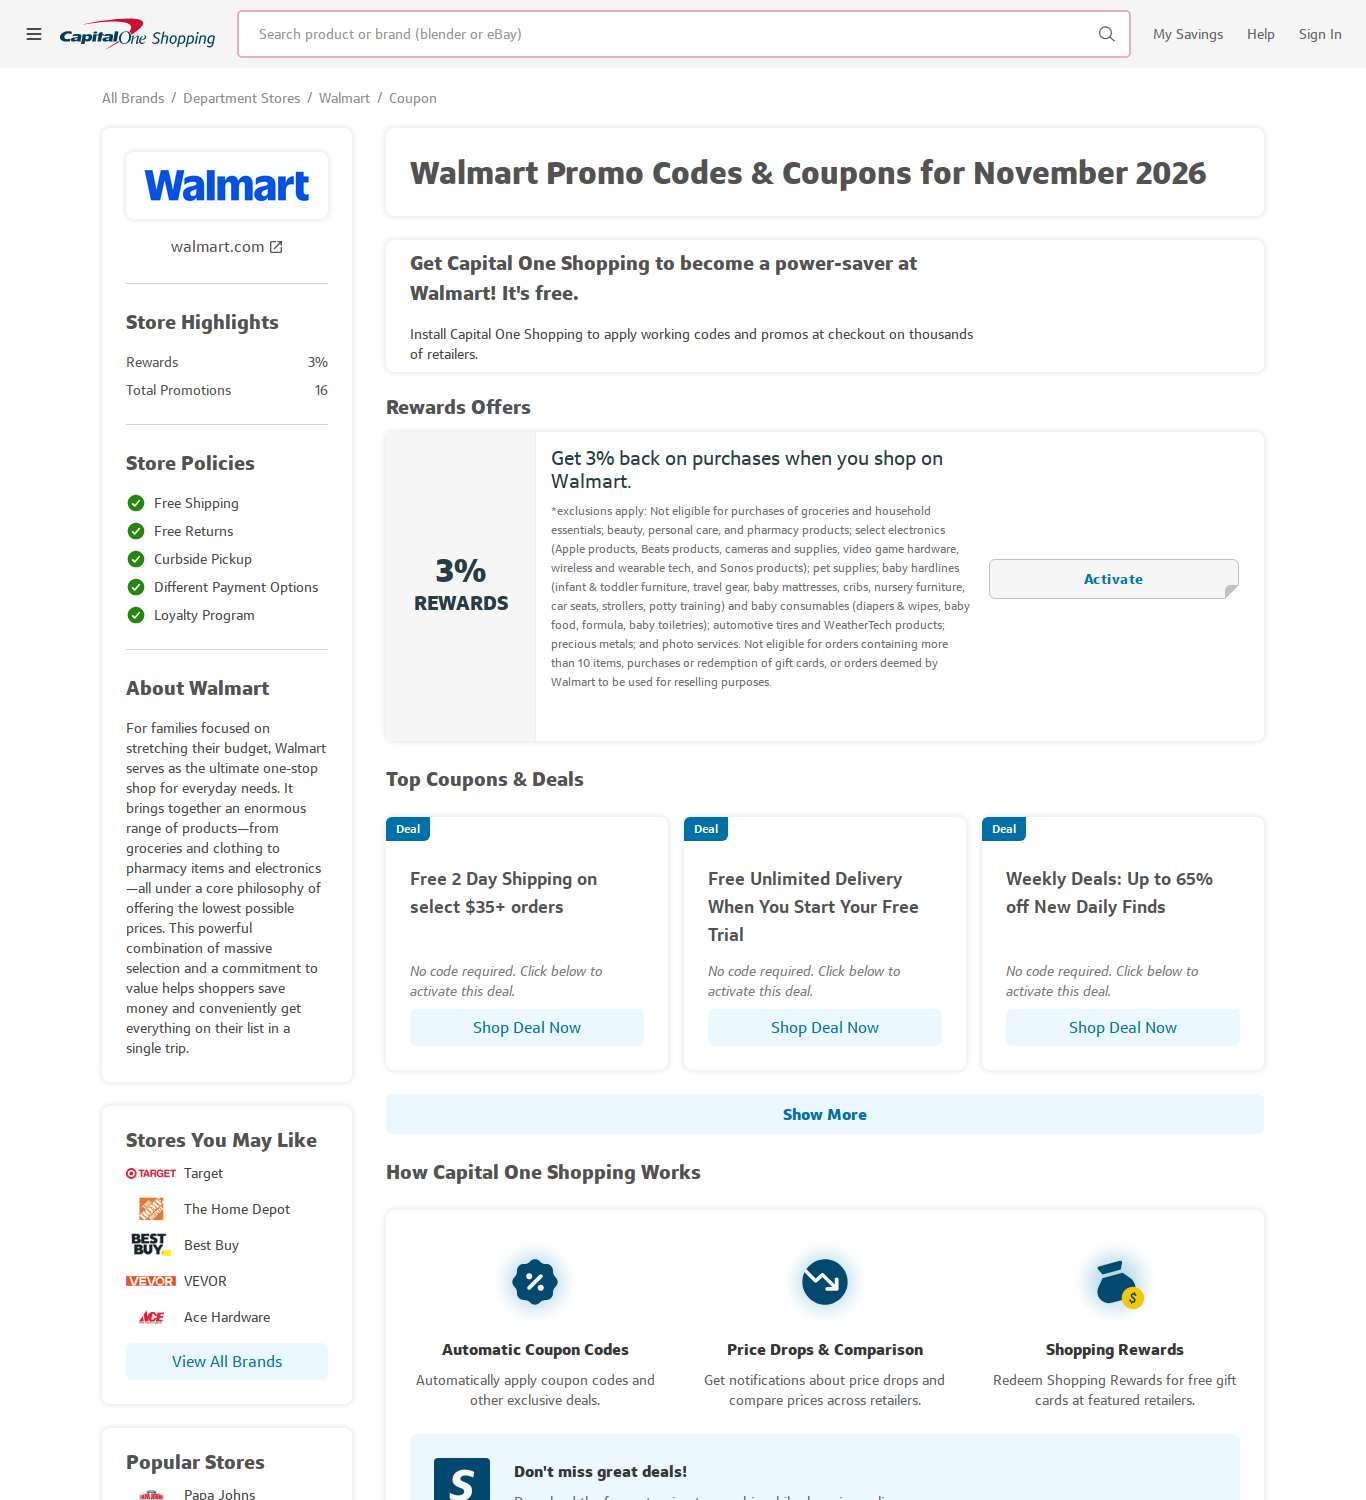 CapitalOne Shopping
Search product or brand (blender or eBay)
My Savings
Help
Sign In
All Brands / Department Stores / Walmart / Coupon
Walmart
walmart.com
Store Highlights
Rewards 3%
Total Promotions 16
Store Policies
Free Shipping
Free Returns
Curbside Pickup
Different Payment Options
Loyalty Program
About Walmart
For families focused on
stretching their budget, Walmart
serves as the ultimate one-stop
shop for everyday needs. It
brings together an enormous
range of products—from
groceries and clothing to
pharmacy items and electronics
—all under a core philosophy of
offering the lowest possible
prices. This powerful
combination of massive
selection and a commitment to
value helps shoppers save
money and conveniently get
everything on their list in a
single trip.
Stores You May Like
TARGET Target
The Home Depot
BEST
BUY Best Buy
VEVOR VEVOR
ACE Ace Hardware
View All Brands
Popular Stores
Papa Johns
Walmart Promo Codes & Coupons for November 2026
Get Capital One Shopping to become a power-saver at
Walmart! It's free.
Install Capital One Shopping to apply working codes and promos at checkout on thousands
of retailers.
Rewards Offers
3%
REWARDS
Get 3% back on purchases when you shop on
Walmart.
*exclusions apply: Not eligible for purchases of groceries and household
essentials; beauty, personal care, and pharmacy products; select electronics
(Apple products, Beats products, cameras and supplies, video game hardware,
wireless and wearable tech, and Sonos products); pet supplies; baby hardlines
(infant & toddler furniture, travel gear, baby mattresses, cribs, nursery furniture,
car seats, strollers, potty training) and baby consumables (diapers & wipes, baby
food, formula, baby toiletries); automotive tires and WeatherTech products;
precious metals; and photo services. Not eligible for orders containing more
than 10 items, purchases or redemption of gift cards, or orders deemed by
Walmart to be used for reselling purposes.
Activate
Top Coupons & Deals
Deal
Free 2 Day Shipping on
select $35+ orders
No code required. Click below to
activate this deal.
Shop Deal Now
Deal
Free Unlimited Delivery
When You Start Your Free
Trial
No code required. Click below to
activate this deal.
Shop Deal Now
Deal
Weekly Deals: Up to 65%
off New Daily Finds
No code required. Click below to
activate this deal.
Shop Deal Now
Show More
How Capital One Shopping Works
Automatic Coupon Codes
Automatically apply coupon codes and
other exclusive deals.
Price Drops & Comparison
Get notifications about price drops and
compare prices across retailers.
$
Shopping Rewards
Redeem Shopping Rewards for free gift
cards at featured retailers.
S
Don't miss great deals!